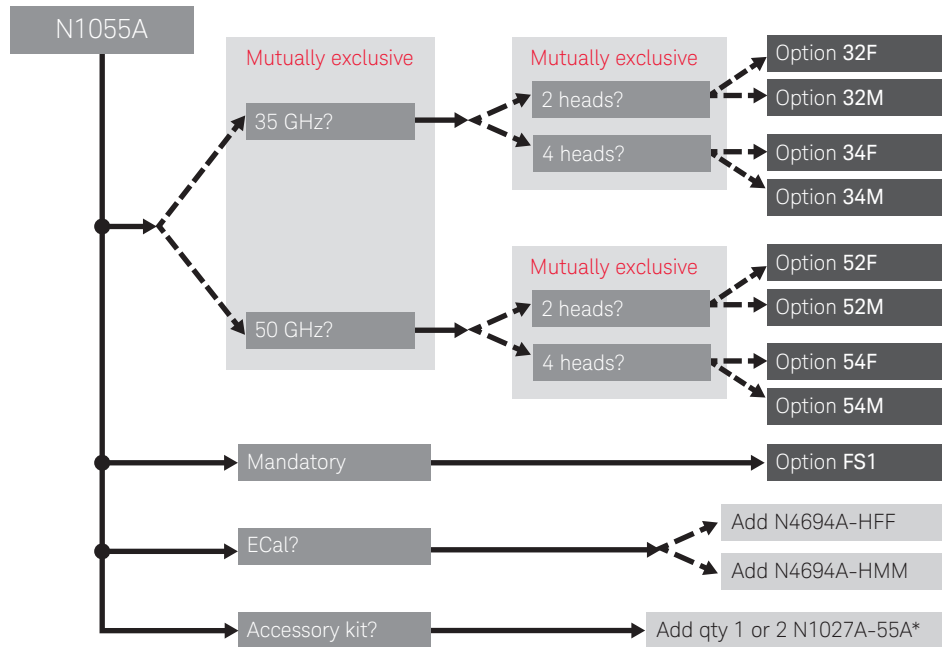 N1055A
Mutually exclusive
35 GHz?
Mutually exclusive
2 heads?
4 heads?
Option 32F
Option 32M
Option 34F
Option 34M
50 GHz?
Mutually exclusive
2 heads?
4 heads?
Option 52F
Option 52M
Option 54F
Option 54M
Mandatory
Option FS1
ECal?
Add N4694A-HFF
Add N4694A-HMM
Accessory kit?
Add qty 1 or 2 N1027A-55A*